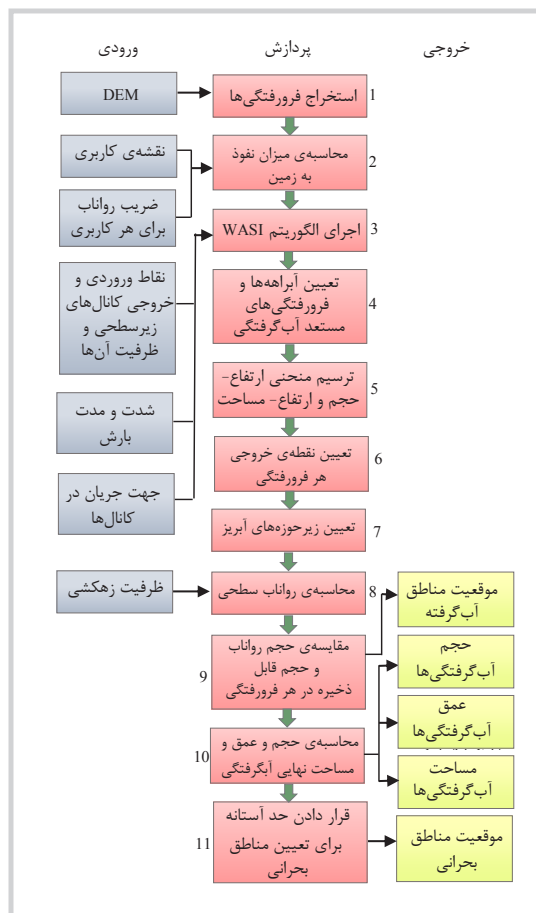 ورودی
پردازش
خروجی
DEM
استخراج فرورفتگی‌ها
1
نقشه‌ی کاربری
ضریب رواناب
برای هر کاربری
محاسبه‌ی میزان نفوذ
به زمین
2
اجرای الگوریتم WASI
3
نقاط وروردی و
خروجی کانال‌های
زیرسطحی و
ظرفیت آن‌ها
تعیین آبراهه‌ها و
فرورفتگی‌های
مستعد آب‌گرفتگی
4
شدت و مدت
بارش
ترسیم منحنی ارتفاع-
حجم و ارتفاع- مساحت
5
جهت جریان در
کانال‌ها
تعیین نقطه‌ی خروجی
هر فرورفتگی
6
تعیین زیرحوزه‌های آبریز
7
ظرفیت زهکشی
محاسبه‌ی رواناب سطحی
8
موقعیت مناطق
آب‌گرفته
مقایسه‌ی حجم رواناب
و حجم قابل
ذخیره در هر فرورفتگی
9
حجم
آب‌گرفتگی‌ها
عمق
آب‌گرفتگی‌ها
محاسبه‌ی حجم و عمق و
مساحت نهایی آبگرفتگی
10
مساحت
آب‌گرفتگی‌ها
قرار دادن حد آستانه
برای تعیین مناطق
بحرانی
11
موقعیت مناطق
بحرانی